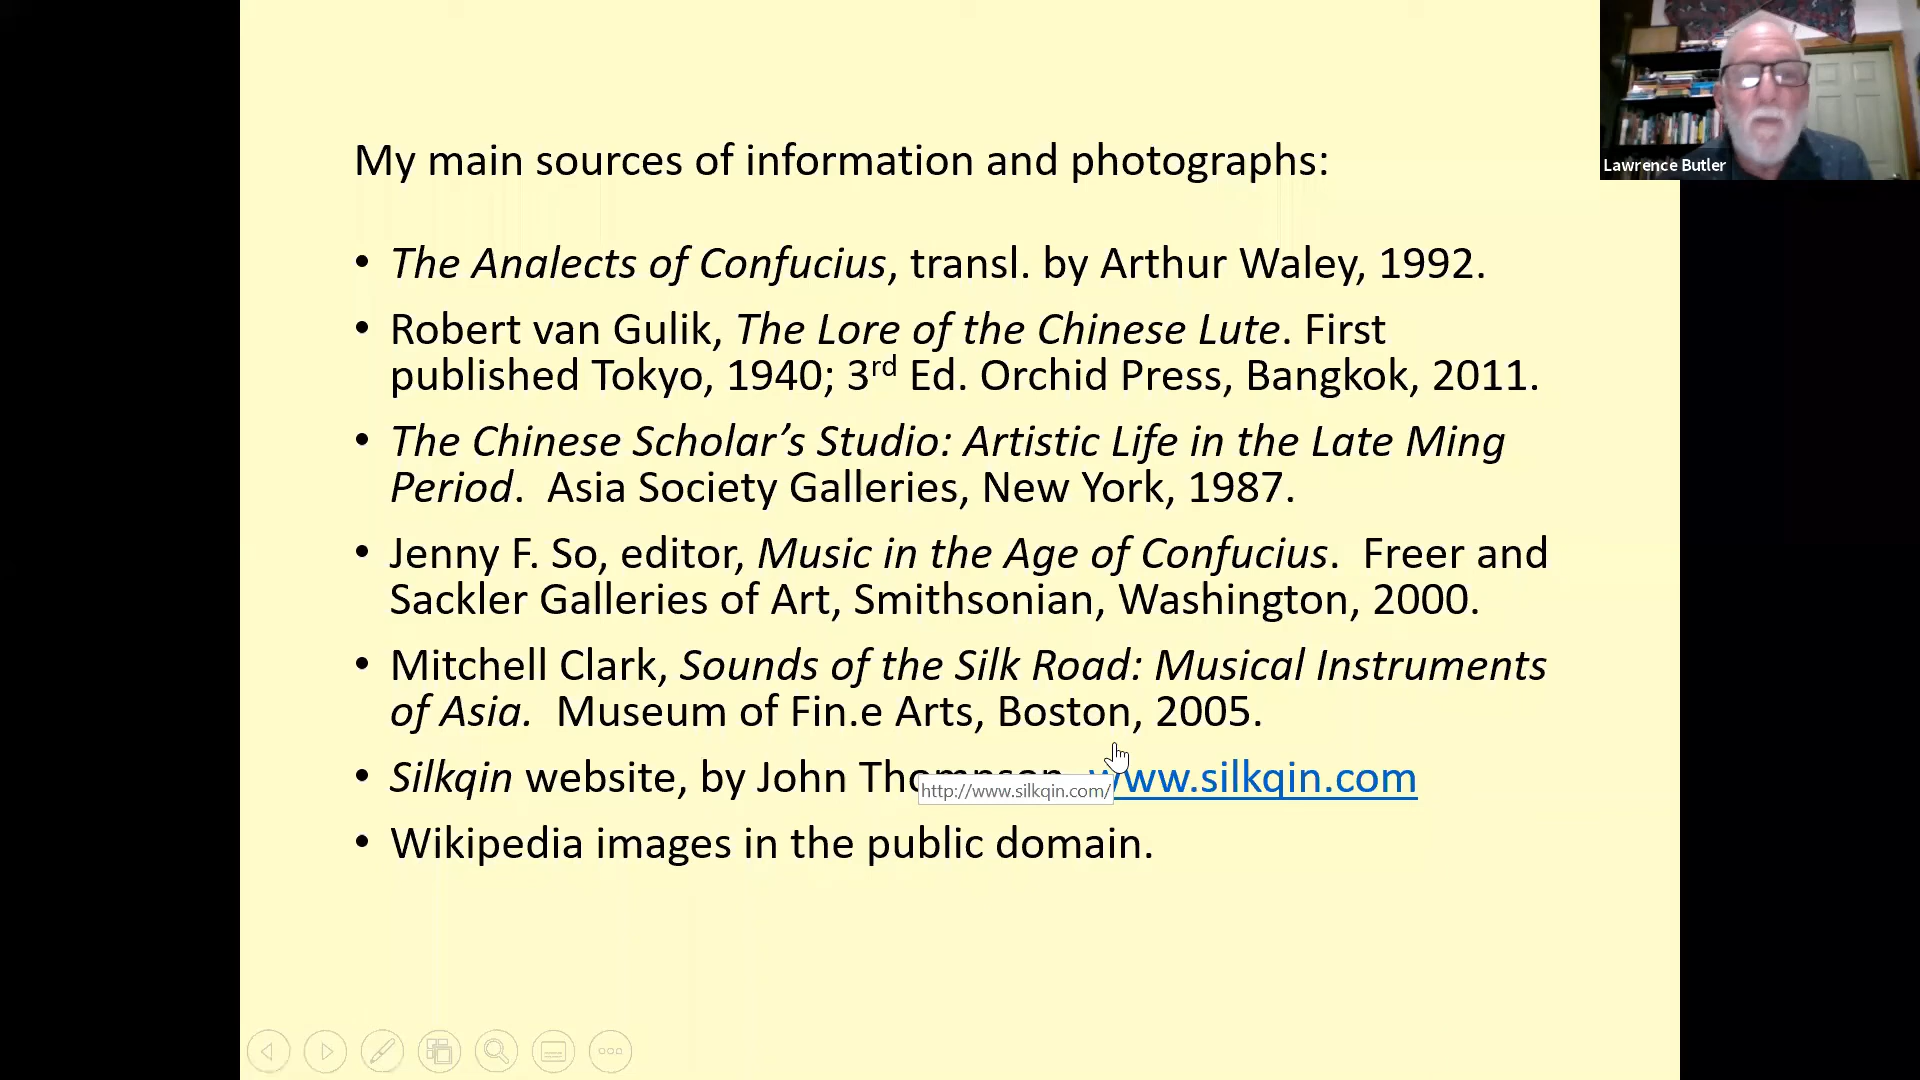 My main sources of information and photographs:
• The Analects of Confucius, transl. by Arthur Waley, 1992.
• Robert van Gulik, The Lore of the Chinese Lute. First
published Tokyo, 1940; 3rd Ed. Orchid Press, Bangkok, 2011.
• The Chinese Scholar’s Studio: Artistic Life in the Late Ming
Period. Asia Society Galleries, New York, 1987.
• Jenny F. So, editor, Music in the Age of Confucius. Freer and
Sackler Galleries of Art, Smithsonian, Washington, 2000.
• Mitchell Clark, Sounds of the Silk Road: Musical Instruments
of Asia. Museum of Fin.e Arts, Boston, 2005.
• Silkqin website, by John Thompson, www.silkqin.com
http://www.silkqin.com/
• Wikipedia images in the public domain.
Lawrence Butler